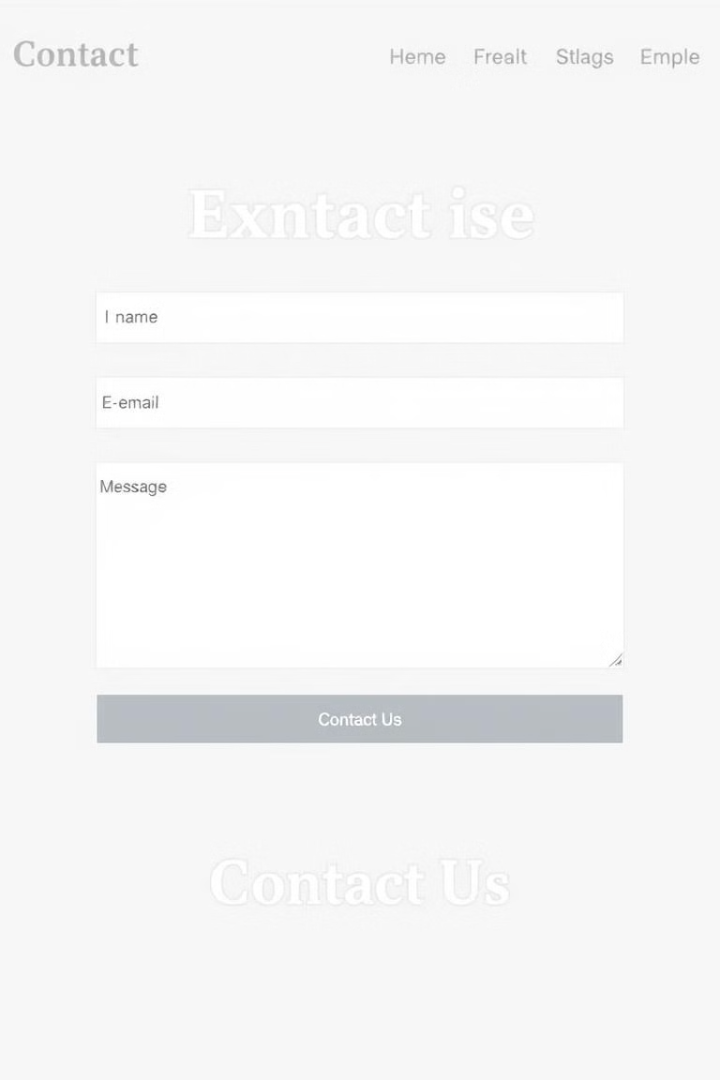 Contact Heme Frealt Stlags Emple
Exntact ise
I name
E-email
Message
Contact Us
Contact Us